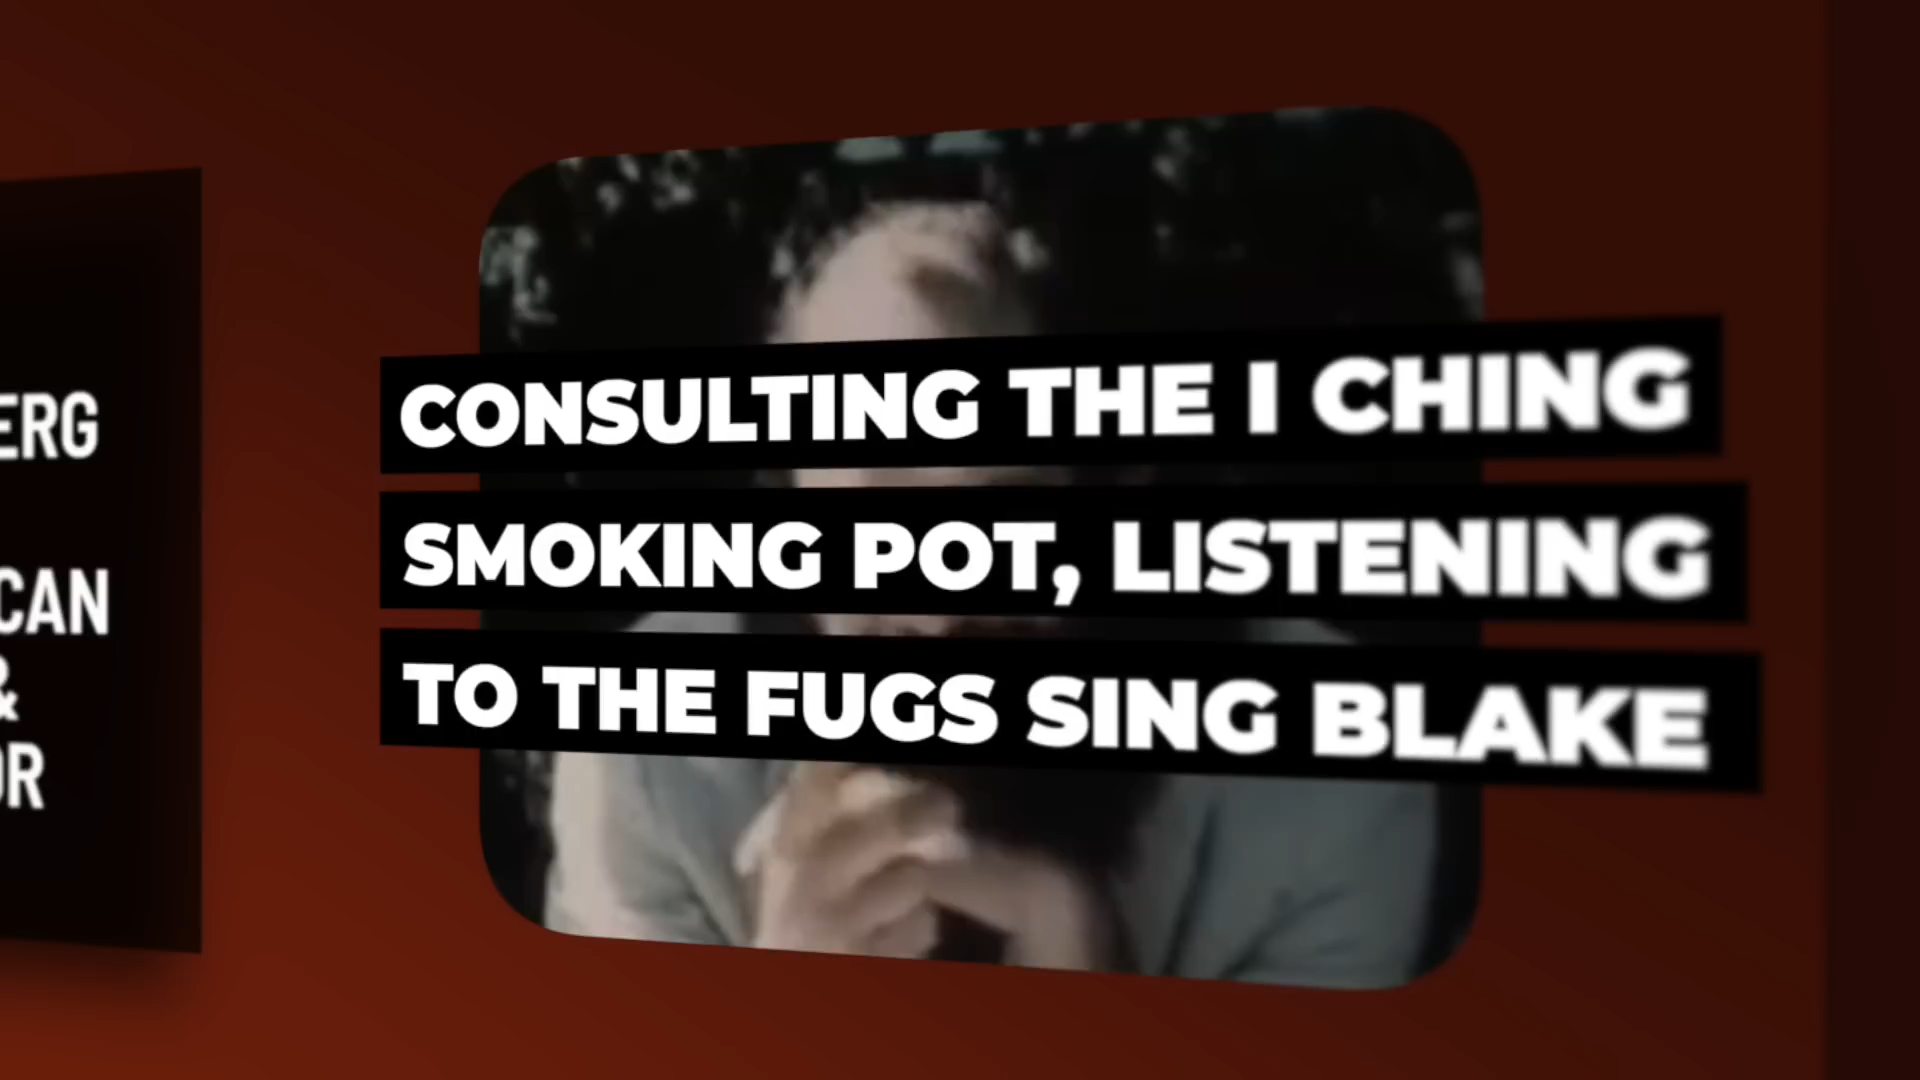 ERG
CAN
&
OR
CONSULTING THE I CHING
SMOKING POT, LISTENING
TO THE FUGS SING BLAKE